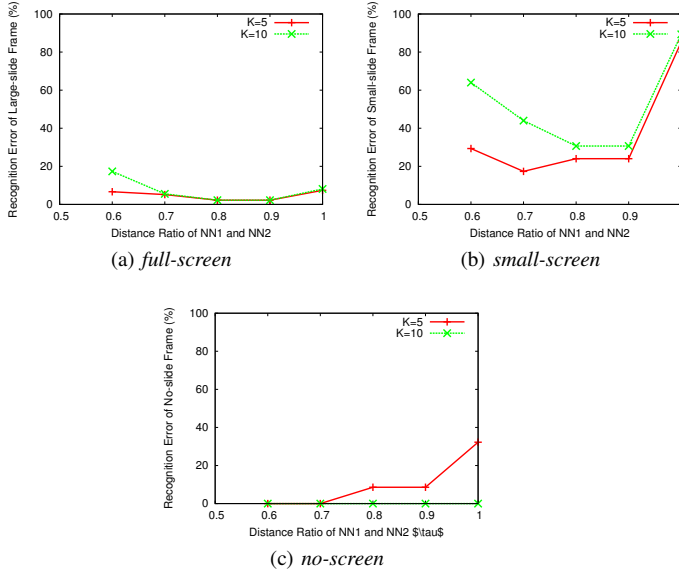 Recognition Error of Large-slide Frame (%)
100
80
60
40
20
0
0.5 0.6 0.7 0.8 0.9 1
Distance Ratio of NN1 and NN2
K=5
K=10
(a) full-screen
Recognition Error of Small-slide Frame (%)
100
80
60
40
20
0
0.5 0.6 0.7 0.8 0.9
Distance Ratio of NN1 and NN2
K=5
K=10
(b) small-screen
Recognition Error of No-slide Frame (%)
100
80
60
40
20
0
0.5 0.6 0.7 0.8 0.9 1
Distance Ratio of NN1 and NN2 $\tau$
K=5
K=10
(c) no-screen